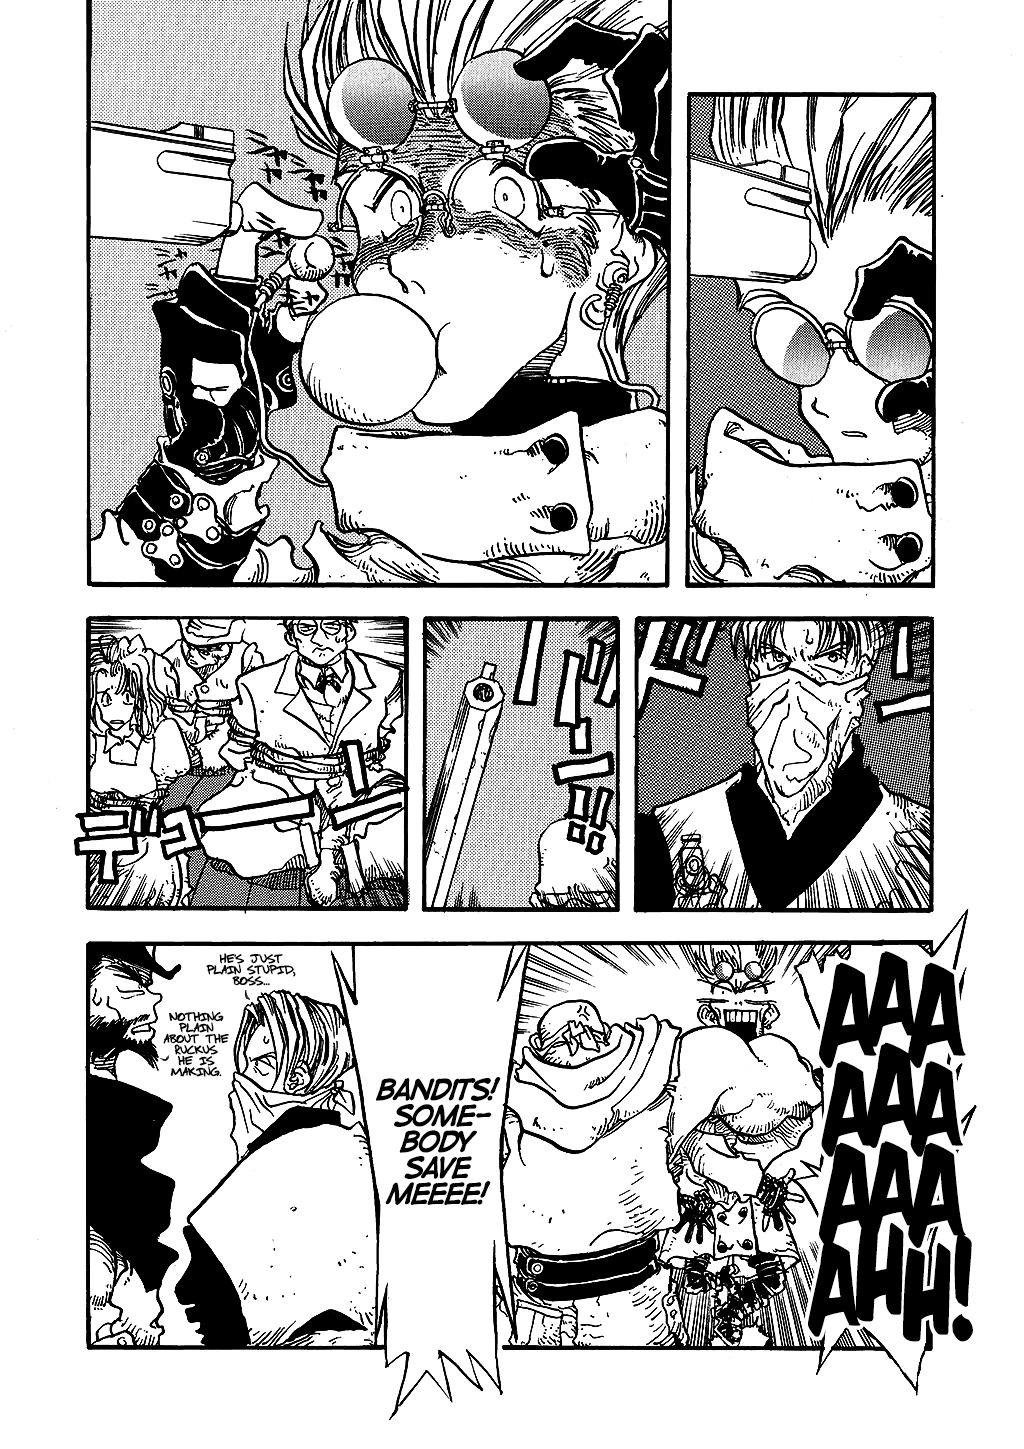 AAA
AAA
AAA
AHH!
BANDITS!
SOME-
BODY
SAVE
MEEEE!
HE'S JUST
PLAIN STUPID,
BOSS...
NOTHING
PLAIN
ABOUT THE
RUCKUS
HE IS
MAKING.